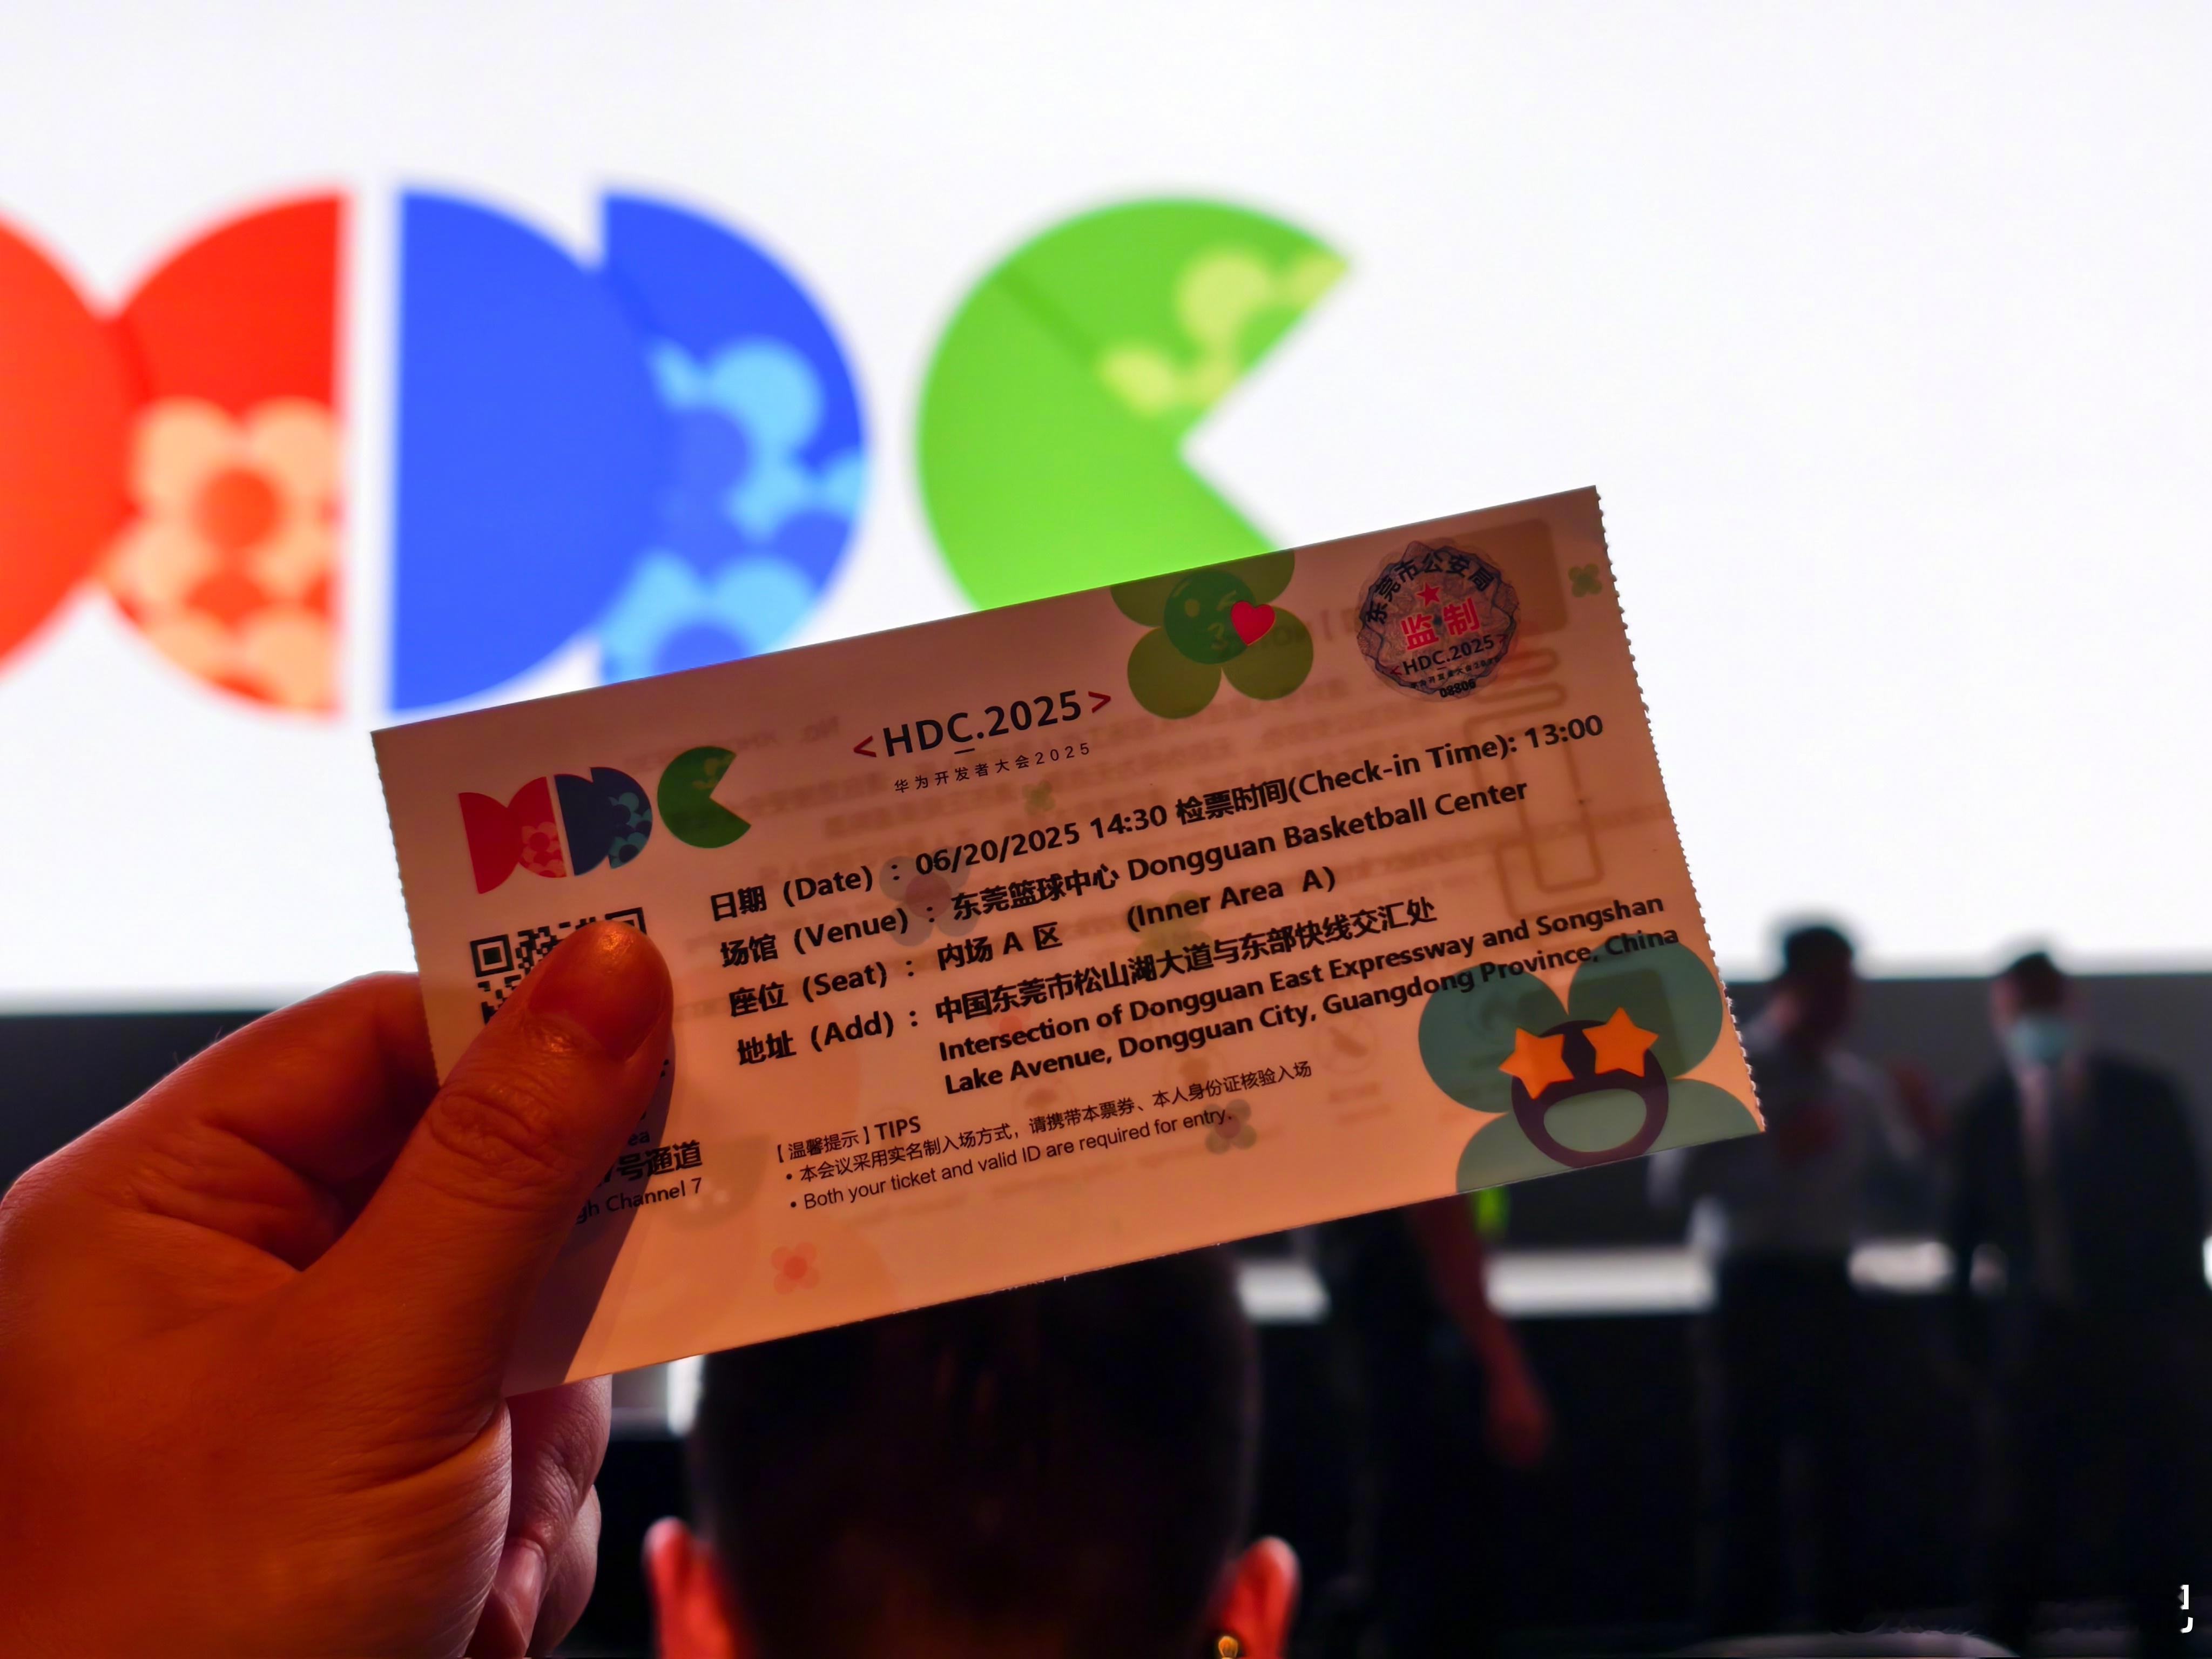 HDC
<HDC.2025>
华为开发者大会2025
东莞市公安局
监制
HDC.2025
08806
日期（Date）：06/20/2025 14:30 检票时间(Check-in Time): 13:00
场馆（Venue）：东莞篮球中心 Dongguan Basketball Center
座位（Seat）：内场 A 区 (Inner Area A)
地址（Add）：中国东莞市松山湖大道与东部快线交汇处
Intersection of Dongguan East Expressway and Songshan
Lake Avenue, Dongguan City, Guangdong Province, China
号通道
Channel 7
【温馨提示】TIPS
• 本会议采用实名制入场方式，请携带本票券、本人身份证核验入场
• Both your ticket and valid ID are required for entry.